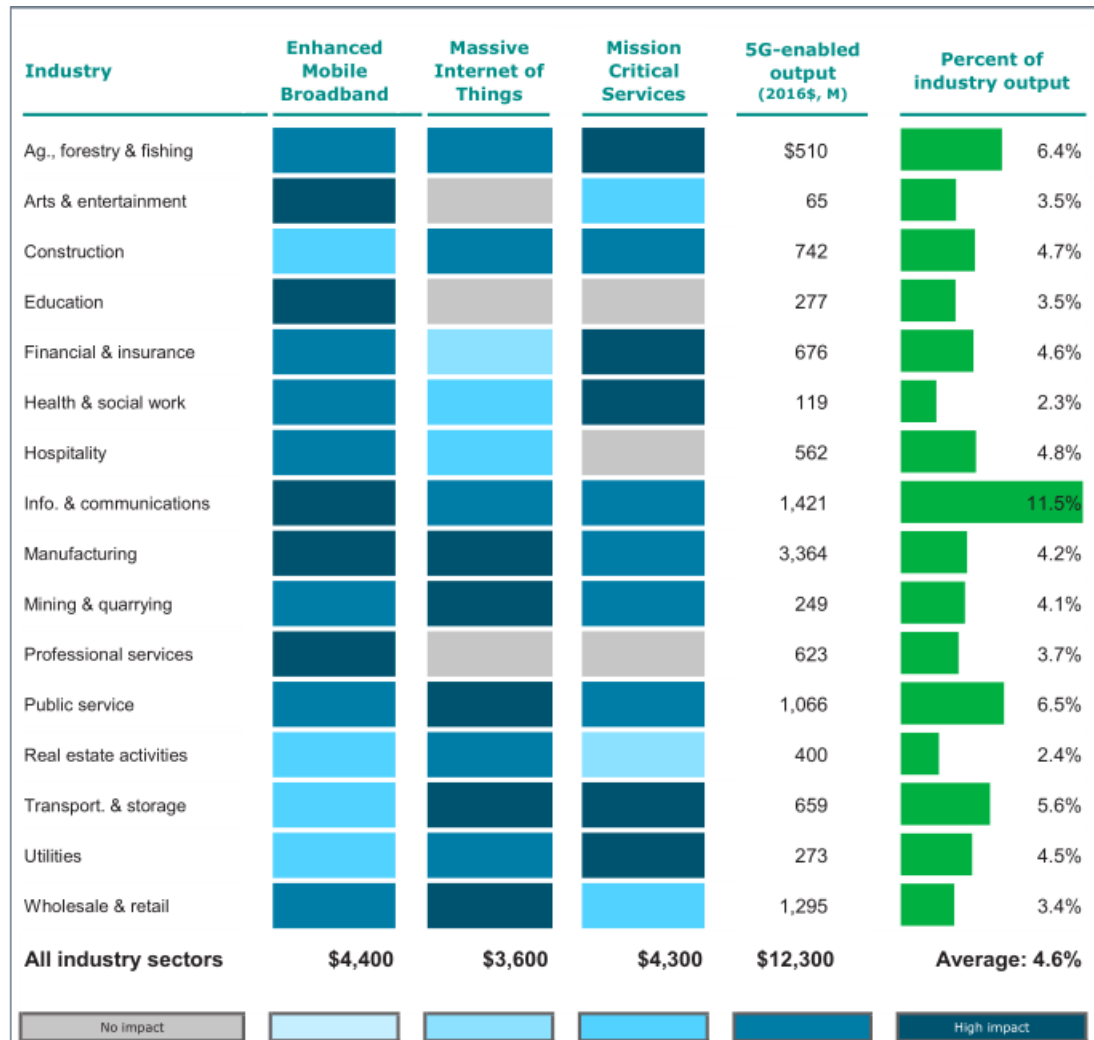 Industry
Enhanced
Mobile
Broadband
Massive
Internet of
Things
Mission
Critical
Services
5G-enabled
output
(2016$, M)
Percent of
industry output
Ag., forestry & fishing $510 6.4%
Arts & entertainment 65 3.5%
Construction 742 4.7%
Education 277 3.5%
Financial & insurance 676 4.6%
Health & social work 119 2.3%
Hospitality 562 4.8%
Info. & communications 1,421 11.5%
Manufacturing 3,364 4.2%
Mining & quarrying 249 4.1%
Professional services 623 3.7%
Public service 1,066 6.5%
Real estate activities 400 2.4%
Transport. & storage 659 5.6%
Utilities 273 4.5%
Wholesale & retail 1,295 3.4%
All industry sectors $4,400 $3,600 $4,300 $12,300 Average: 4.6%
No impact High impact